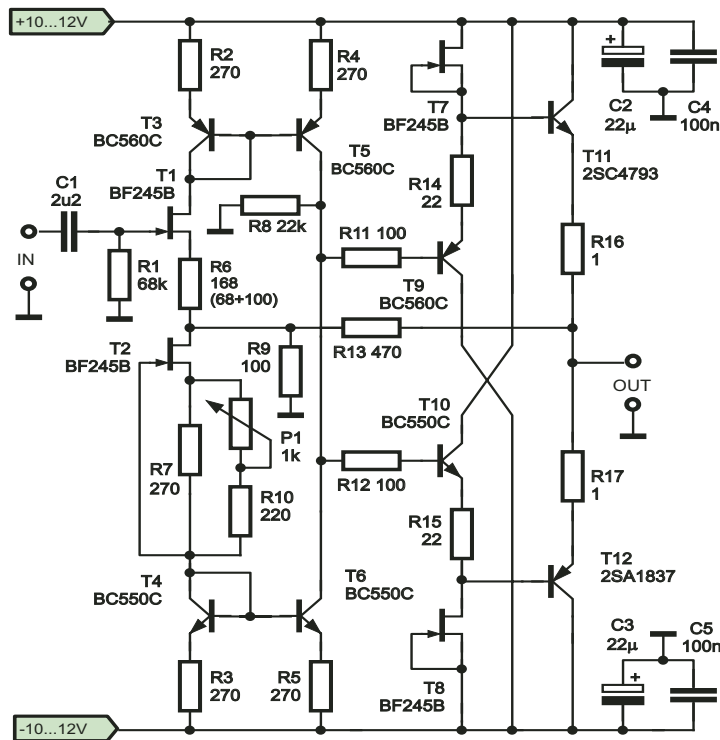 +10...12V
R2
270
R4
270
T3
BC560C
T5
BC560C
T7
BF245B
+
C2
22µ
C4
100n
T11
2SC4793
T1
BF245B
C1
2u2
R14
22
R8 22k
R11 100
R16
1
IN
R1
68k
R6
168
(68+100)
T9
BC560C
T2
BF245B
R9
100
R13 470
OUT
T10
BC550C
P1
1k
R7
270
R12 100
R17
1
R10
220
R15
22
T4
BC550C
T6
BC550C
T12
2SA1837
C3
22µ
+
C5
100n
R3
270
R5
270
T8
BF245B
-10...12V